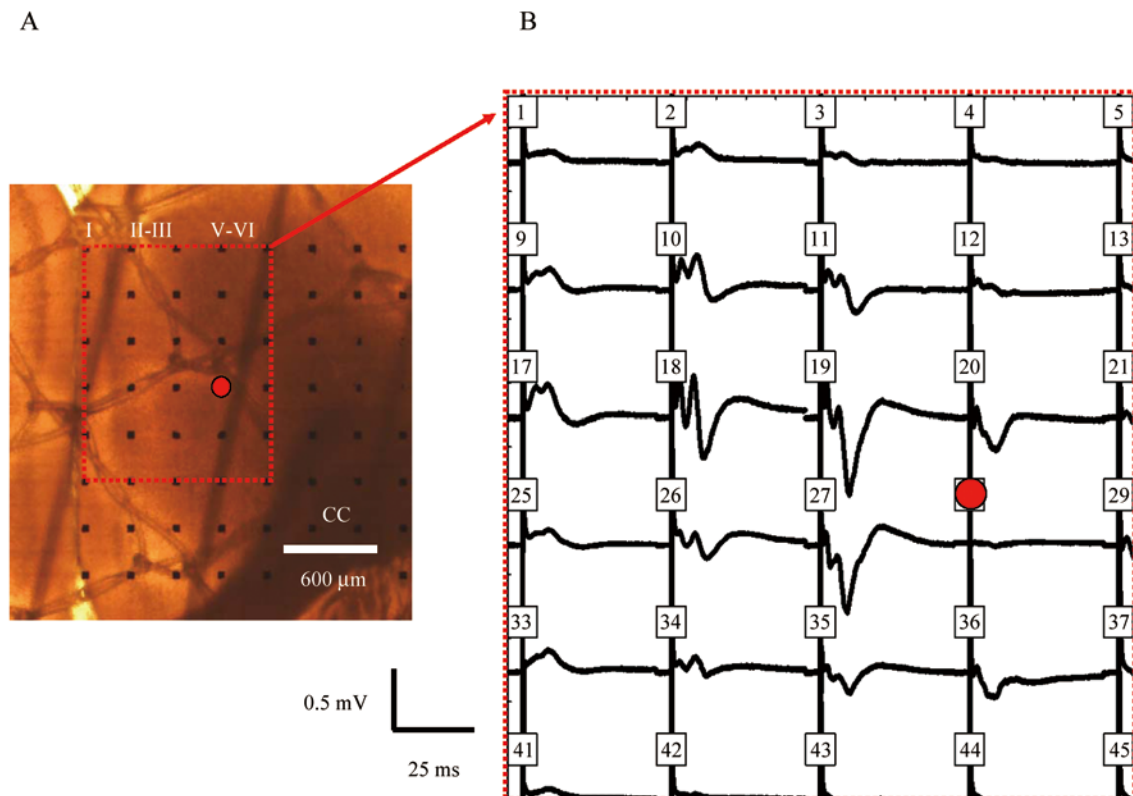 A
B
I II-III V-VI
CC
600 µm
0.5 mV
25 ms
1 2 3 4 5
9 10 11 12 13
17 18 19 20 21
25 26 27 29
33 34 35 36 37
41 42 43 44 45